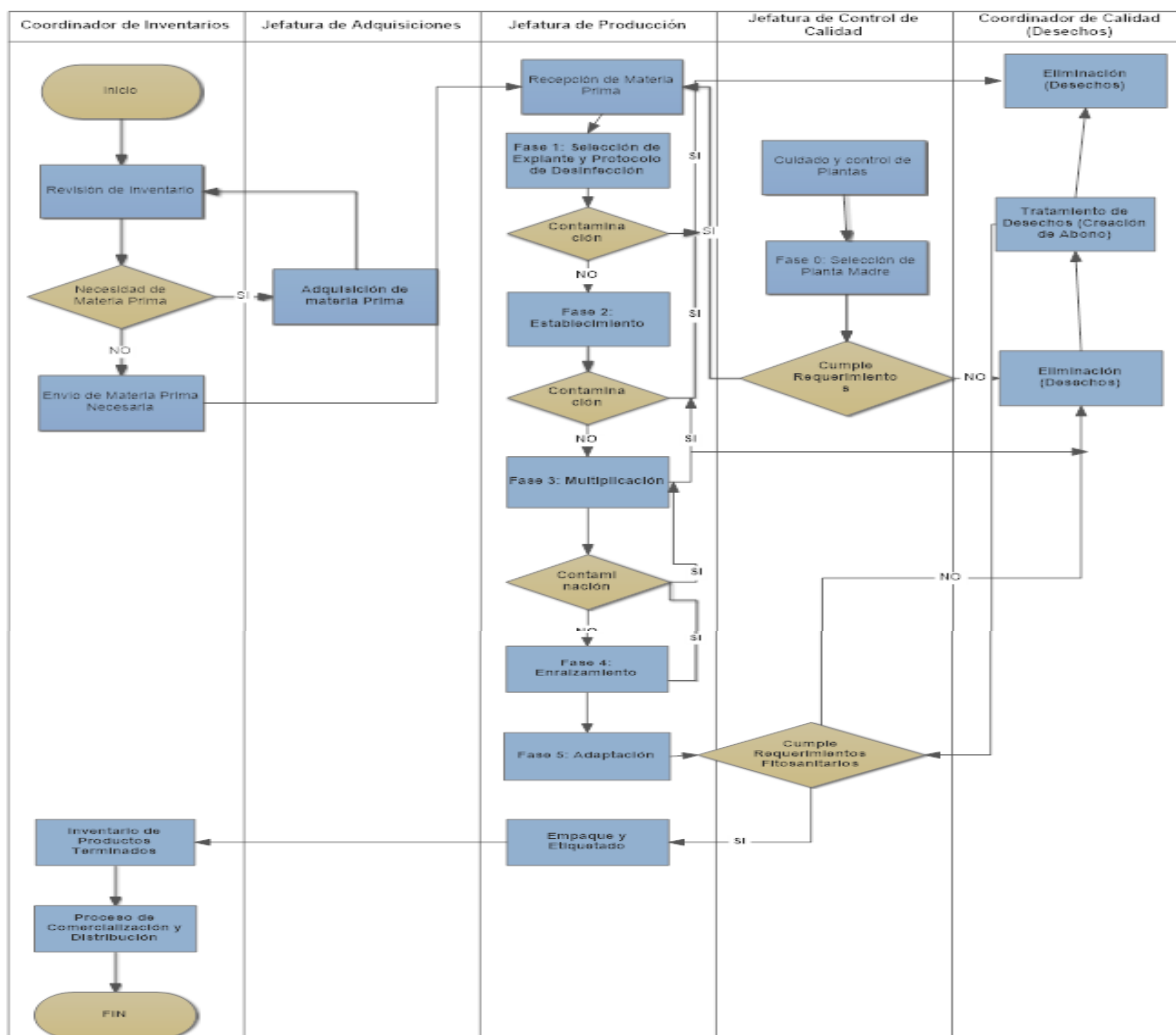 Coordinador de Inventarios
Jefatura de Adquisiciones
Jefatura de Producción
Jefatura de Control de
Calidad
Coordinador de Calidad
(Desechos)
Inicio
Revisión de Inventario
Necesidad de
Materia Prima
SI
NO
Envío de Materia Prima
Necesaria
Adquisición de
materia Prima
Recepción de Materia
Prima
Fase 1: Selección de
Explante y Protocolo
de Desinfección
SI
Contamina
ción
NO
Fase 2:
Establecimiento
SI
Contamina
ción
NO
SI
Fase 3: Multiplicación
Contami
nación
SI
NO
SI
Fase 4:
Enraizamiento
Fase 5: Adaptación
Empaque y
Etiquetado
Cuidado y control de
Plantas
SI
Fase 0: Selección de
Planta Madre
Cumple
Requerimiento
s
NO
NO
Cumple
Requerimientos
Fitosanitarios
SI
Eliminación
(Desechos)
Tratamiento de
Desechos (Creación
de Abono)
Eliminación
(Desechos)
Inventario de
Productos
Terminados
Proceso de
Comercialización y
Distribución
FIN